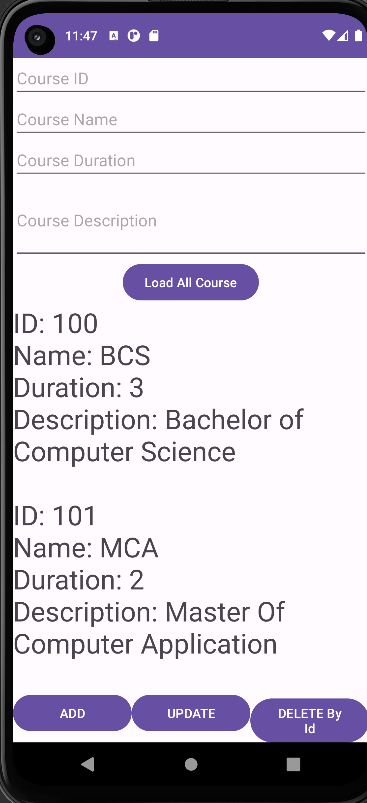 11:47
Course ID
Course Name
Course Duration
Course Description
Load All Course
ID: 100
Name: BCS
Duration: 3
Description: Bachelor of
Computer Science
ID: 101
Name: MCA
Duration: 2
Description: Master Of
Computer Application
ADD UPDATE DELETE By
Id